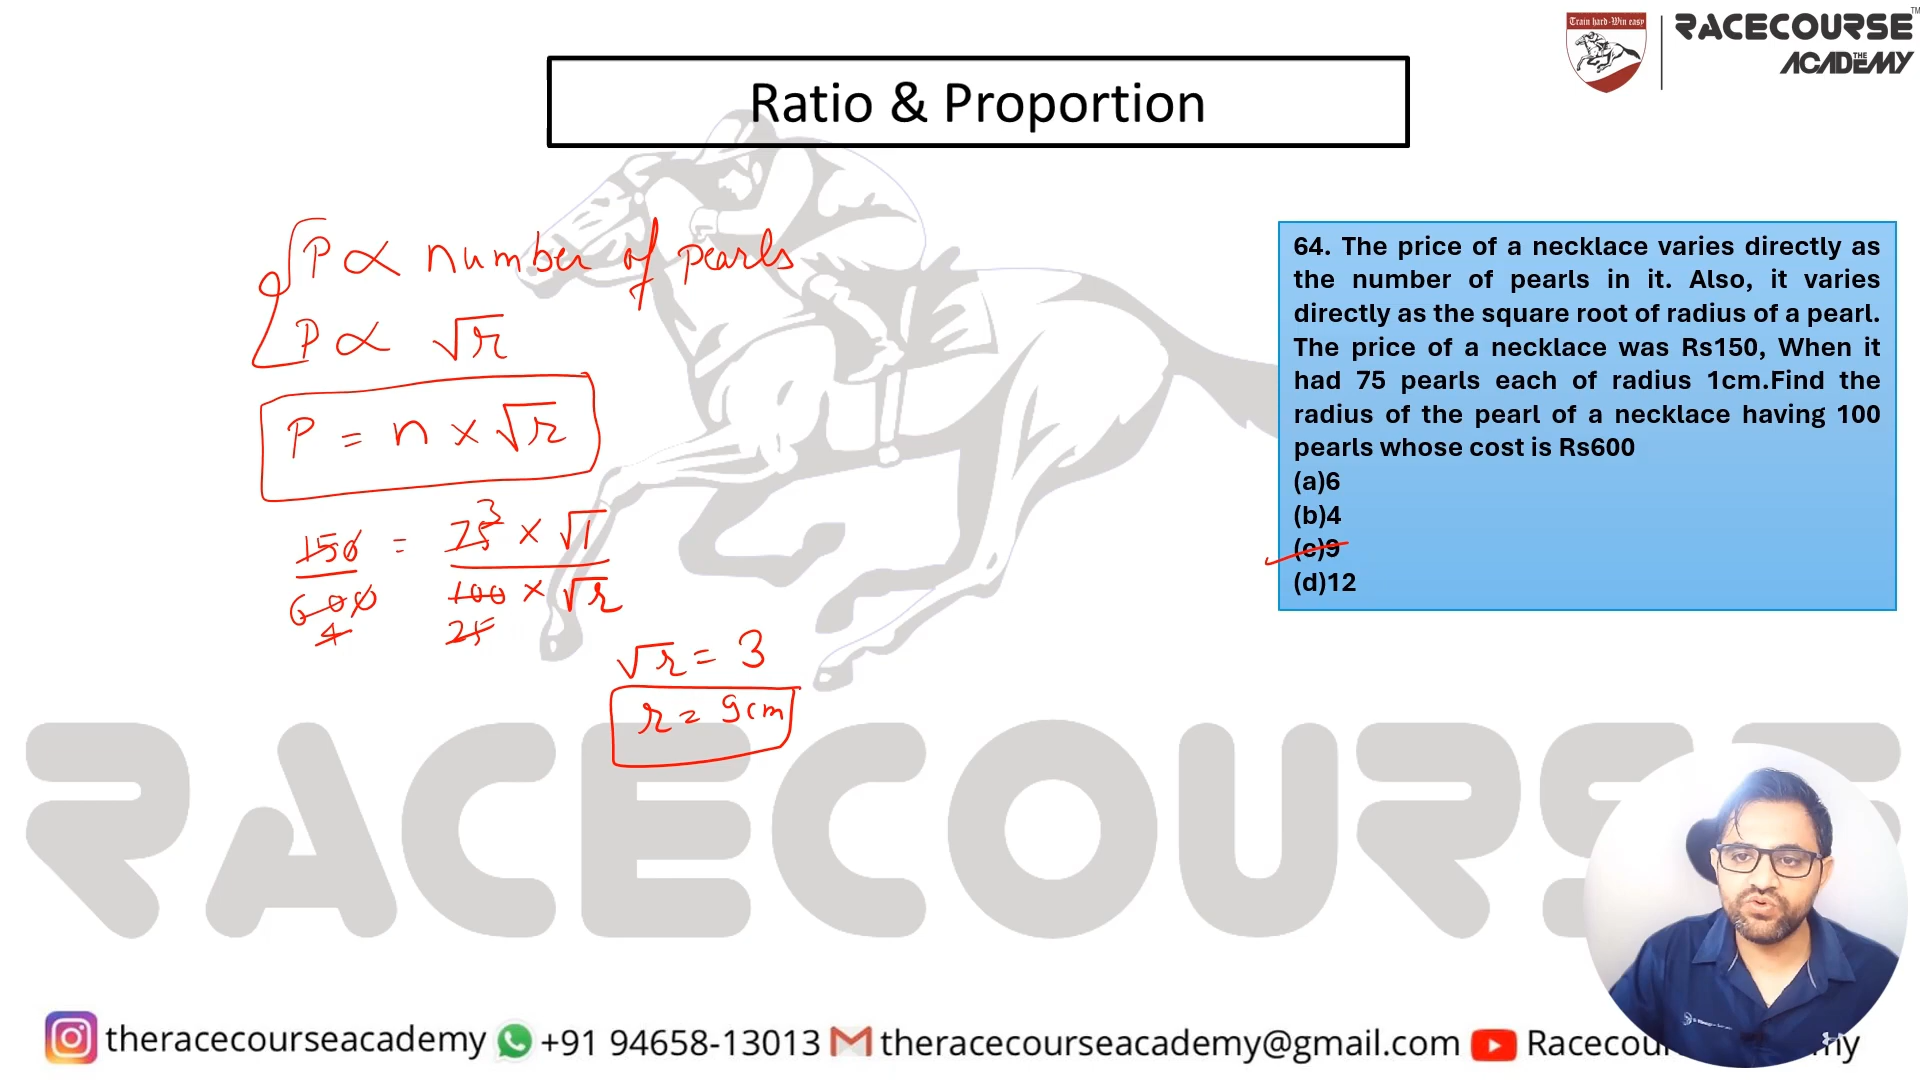 Train hard-Win easy
RACECOURSE
TM
THE
ACADEMY
Ratio & Proportion
P ∝ number of pearls
P ∝ √r
P = n × √r
150 = 75 3 × √1
600 100 × √r
4 25
√r = 3
r = 9cm
64. The price of a necklace varies directly as
the number of pearls in it. Also, it varies
directly as the square root of radius of a pearl.
The price of a necklace was Rs150, When it
had 75 pearls each of radius 1cm.Find the
radius of the pearl of a necklace having 100
pearls whose cost is Rs600
(a)6
(b)4
(c)9
(d)12
RACECOURSE
theracecourseacademy +91 94658-13013 theracecourseacademy@gmail.com